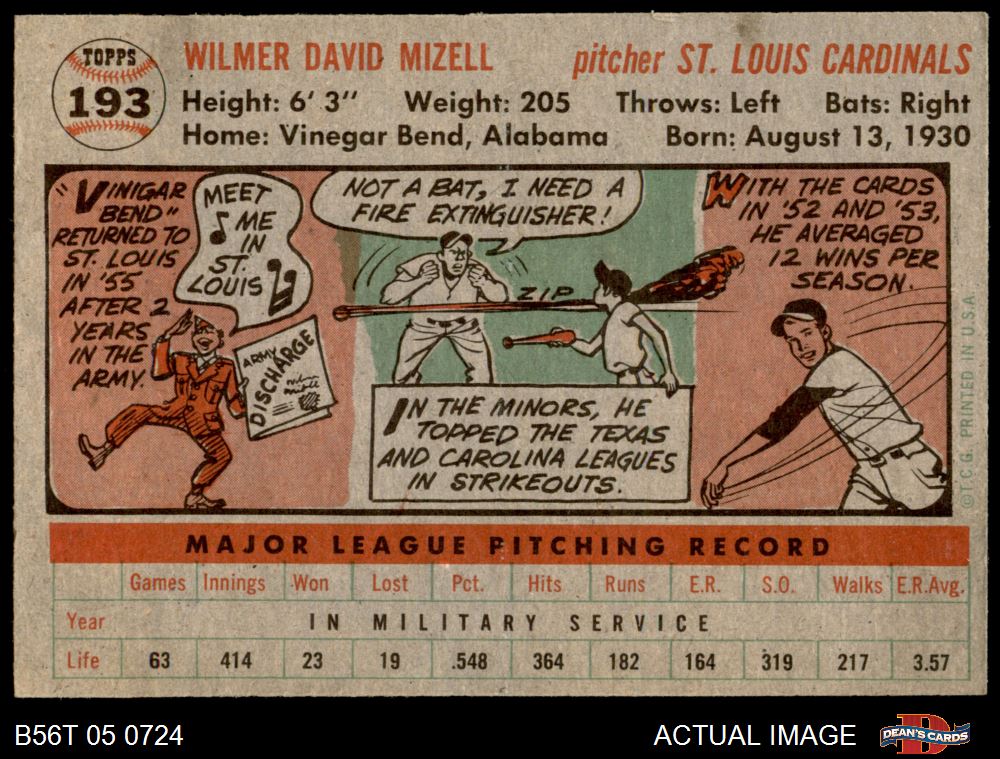 TOPPS
193
WILMER DAVID MIZELL pitcher ST. LOUIS CARDINALS
Height: 6' 3" Weight: 205 Throws: Left Bats: Right
Home: Vinegar Bend, Alabama Born: August 13, 1930
"VINIGAR
BEND"
RETURNED TO
ST. LOUIS
IN '55
AFTER 2
YEARS
IN THE
ARMY.
MEET
ME
IN
ST.
LOUIS
ARMY
DISCHARGE
NOT A BAT, I NEED A
FIRE EXTINGUISHER!
ZIP
IN THE MINORS, HE
TOPPED THE TEXAS
AND CAROLINA LEAGUES
IN STRIKEOUTS.
WITH THE CARDS
IN '52 AND '53,
HE AVERAGED
12 WINS PER
SEASON.
©T.C.G. PRINTED IN U.S.A.
MAJOR LEAGUE PITCHING RECORD
Games Innings Won Lost Pct. Hits Runs E.R. S.O. Walks E.R.Avg.
Year IN MILITARY SERVICE
Life 63 414 23 19 .548 364 182 164 319 217 3.57
B56T 05 0724 ACTUAL IMAGE
DEAN'S CARDS